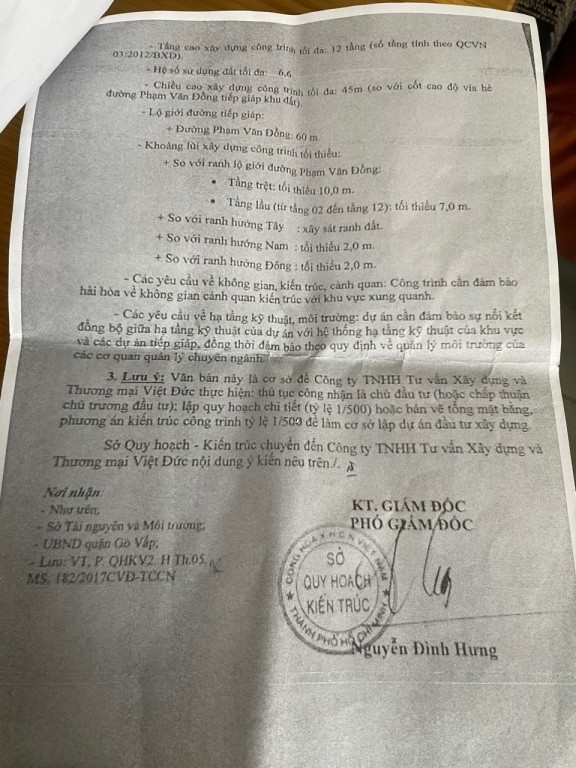 - Tầng cao xây dựng công trình tối đa: 12 tầng (số tầng tính theo QCVN
03:2012/BXD).
- Hệ số sử dụng đất tối đa: 6,6
- Chiều cao xây dựng công trình tối đa: 45m (so với cốt cao độ vỉa hè
đường Phạm Văn Đồng tiếp giáp khu đất).
- Lộ giới đường tiếp giáp:
+ Đường Phạm Văn Đồng: 60 m.
- Khoảng lùi xây dựng công trình tối thiểu:
+ So với ranh lộ giới đường Phạm Văn Đồng:
• Tầng trệt: tối thiểu 10,0 m.
• Tầng lầu (từ tầng 02 đến tầng 12): tối thiểu 7,0 m.
+ So với ranh hướng Tây : xây sát ranh đất.
+ So với ranh hướng Nam : tối thiểu 2,0 m.
+ So với ranh hướng Đông : tối thiểu 2,0 m.
- Các yêu cầu về không gian, kiến trúc, cảnh quan: Công trình cần đảm bảo
hài hòa về không gian cảnh quan kiến trúc với khu vực xung quanh.
- Các yêu cầu về hạ tầng kỹ thuật, môi trường: dự án cần đảm bảo sự nối kết
đồng bộ giữa hạ tầng kỹ thuật của dự án với hệ thống hạ tầng kỹ thuật của khu vực
và các dự án tiếp giáp, đồng thời đảm bảo theo quy định về quản lý môi trường của
các cơ quan quản lý chuyên ngành.
3. Lưu ý: Văn bản này là cơ sở để Công ty TNHH Tư vấn Xây dựng và
Thương mại Việt Đức thực hiện: thủ tục công nhận là chủ đầu tư (hoặc chấp thuận
chủ trương đầu tư); lập quy hoạch chi tiết (tỷ lệ 1/500) hoặc bản vẽ tổng mặt bằng,
phương án kiến trúc công trình tỷ lệ 1/500 để làm cơ sở lập dự án đầu tư xây dựng.
Sở Quy hoạch - Kiến trúc chuyển đến Công ty TNHH Tư vấn Xây dựng và
Thương mại Việt Đức nội dung ý kiến nêu trên./.
Nơi nhận:
- Như trên;
- Sở Tài nguyên và Môi trường;
- UBND quận Gò Vấp;
- Lưu: VT, P. QHKV2. H Th.05.
MS: 182/2017CVĐ-TCCN
KT. GIÁM ĐỐC
PHÓ GIÁM ĐỐC
CỘNG HÒA X.H.C.N VIỆT NAM
SỞ
QUY HOẠCH
KIẾN TRÚC
THÀNH PHỐ HỒ CHÍ MINH
Nguyễn Đình Hưng